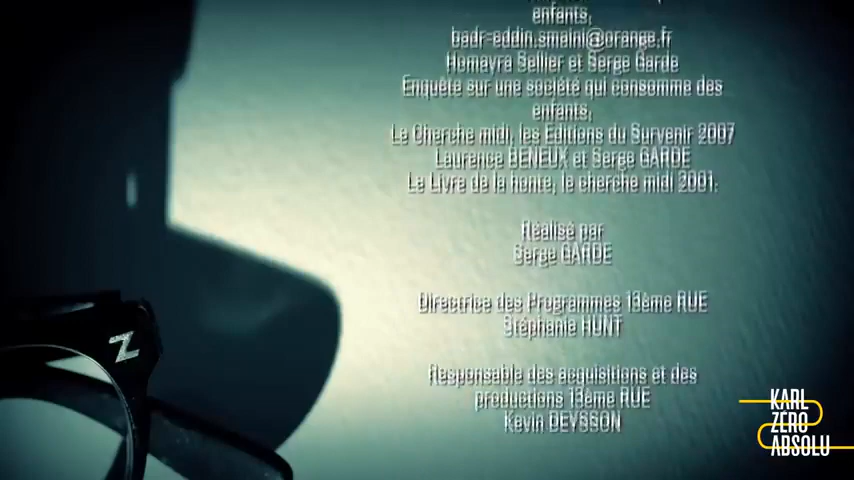 enfants,
badr-eddin.smaini@orange.fr
Homayra Sellier et Serge Garde
Enquête sur une société qui consomme des
enfants,
Le Cherche midi, les Editions du Survenir 2007
Laurence BENEUX et Serge GARDE
Le Livre de la honte, le cherche midi 2001.
Réalisé par
Serge GARDE
Directrice des Programmes 13ème RUE
Stéphanie HUNT
Responsable des acquisitions et des
productions 13ème RUE
Kevin DEYSSON
Z
KARL
ZÉRO
ABSOLU